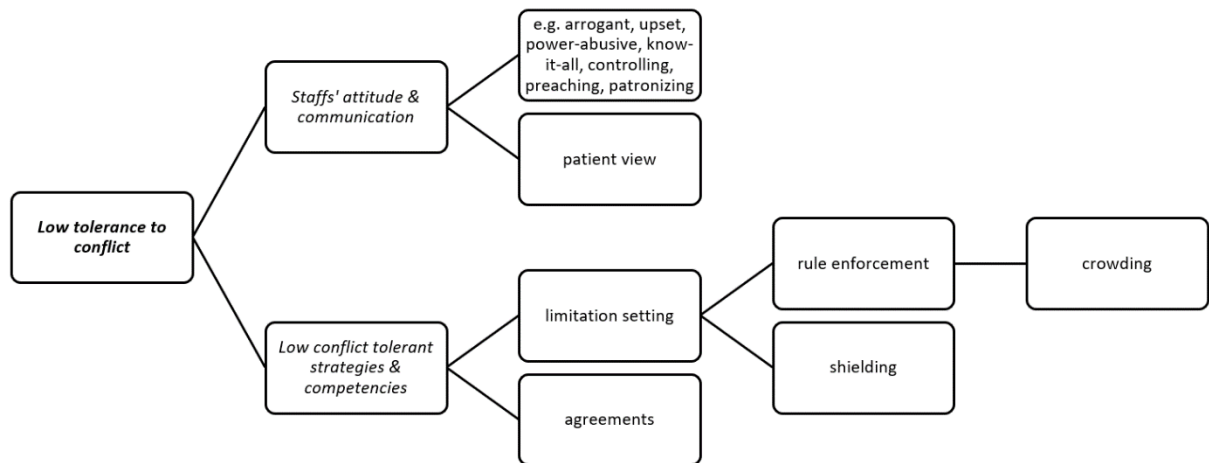 e.g. arrogant, upset,
power-abusive, know-
it-all, controlling,
preaching, patronizing
Staffs' attitude &
communication
patient view
Low tolerance to
conflict
rule enforcement
crowding
limitation setting
Low conflict tolerant
strategies &
competencies
shielding
agreements